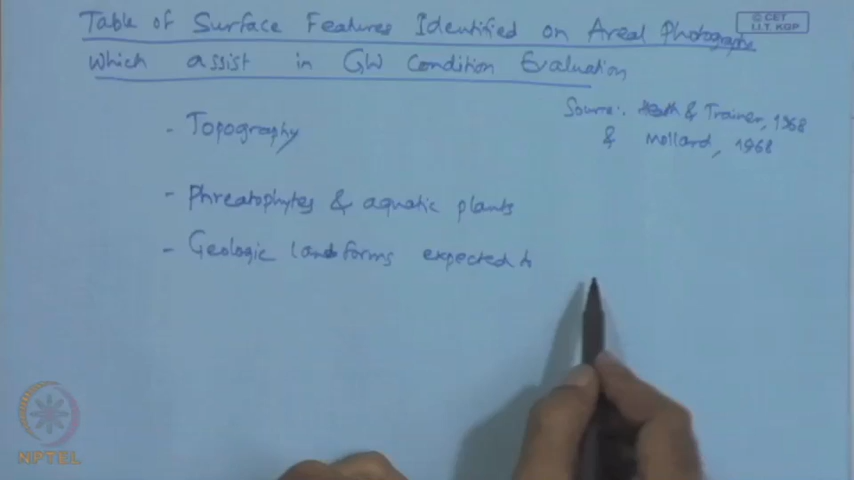 Table of Surface Features Identified on Areal Photographs
© CET
I.I.T. KGP
Which assist in GW Condition Evaluation
Source:. Heath & Trainer, 1968
& Mollard, 1968
- Topography
- Phreatophytes & aquatic plants
- Geologic landforms expected t
NPTEL